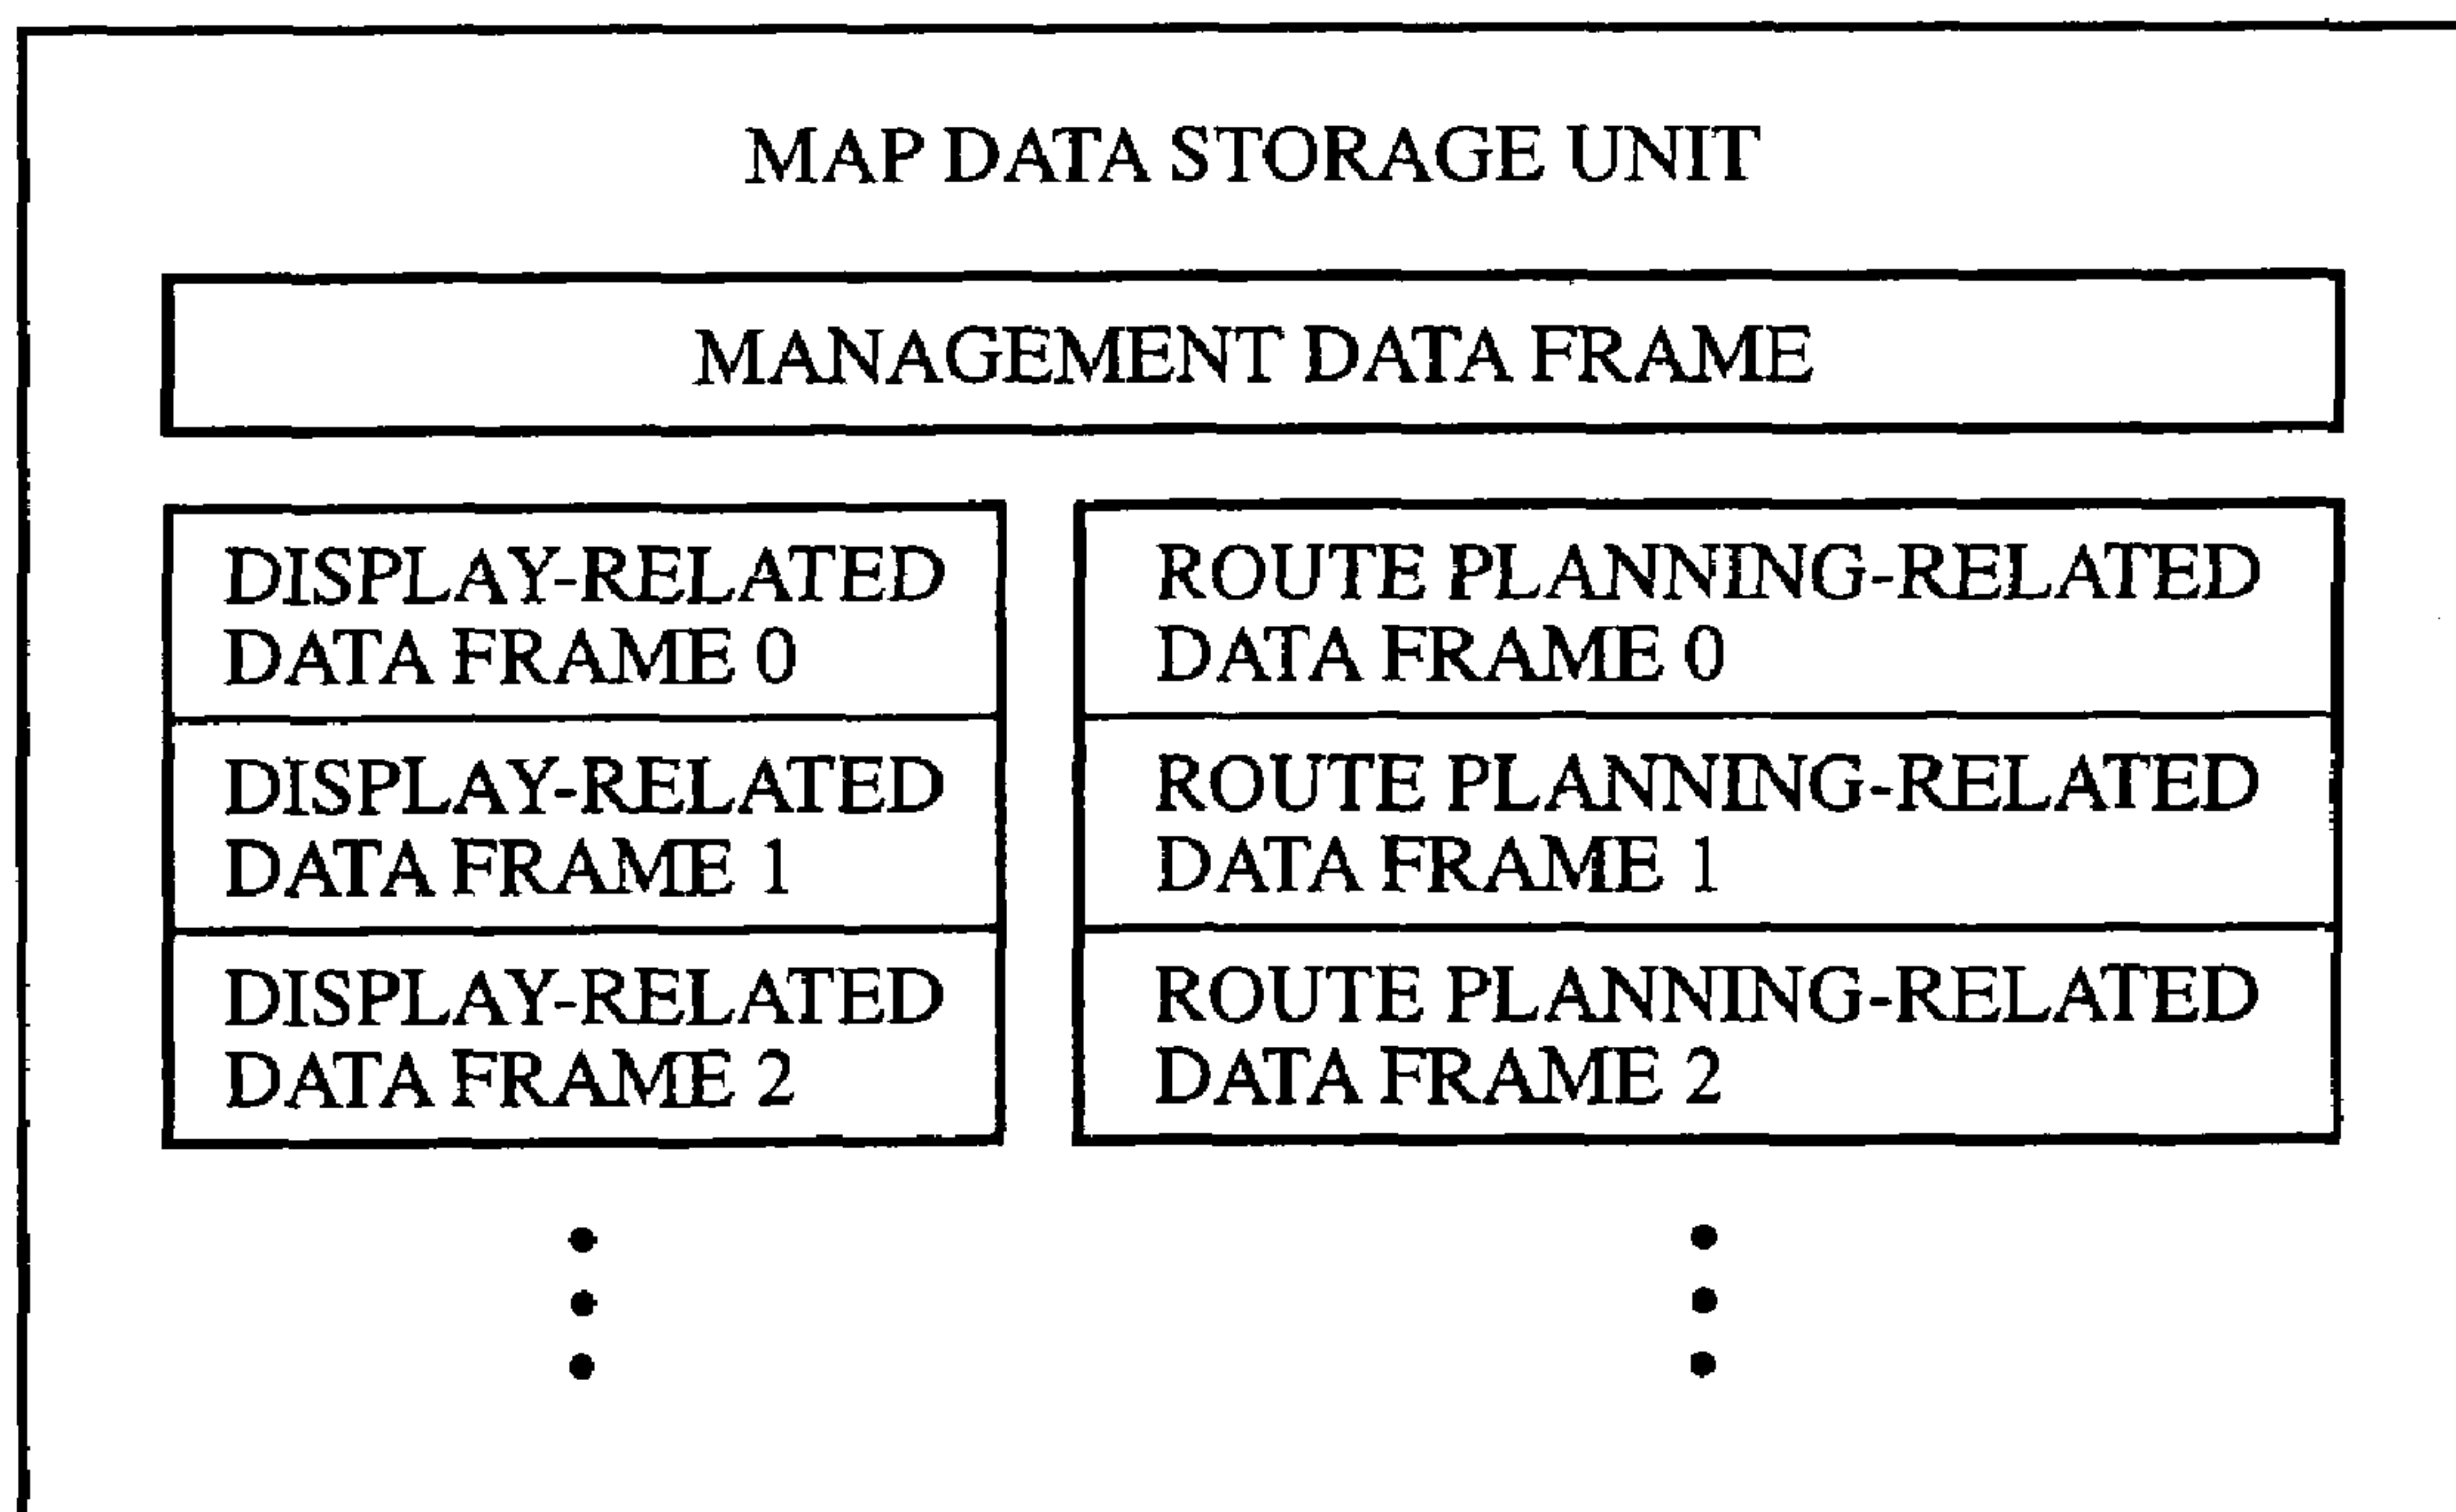 MAP DATA STORAGE UNIT
MANAGEMENT DATA FRAME
DISPLAY-RELATED
DATA FRAME 0
DISPLAY-RELATED
DATA FRAME 1
DISPLAY-RELATED
DATA FRAME 2
ROUTE PLANNING-RELATED
DATA FRAME 0
ROUTE PLANNING-RELATED
DATA FRAME 1
ROUTE PLANNING-RELATED
DATA FRAME 2